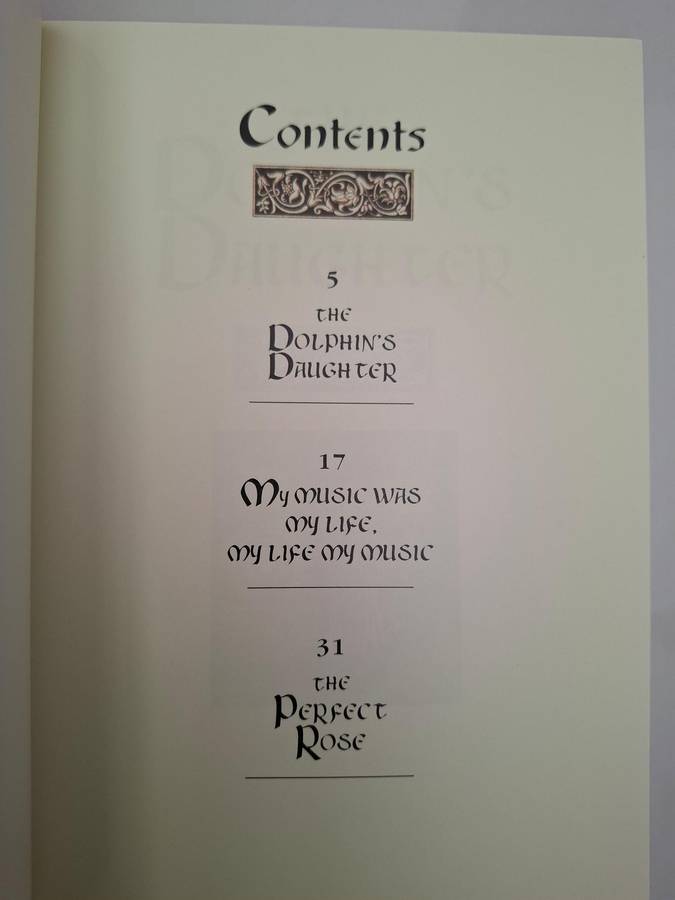 Contents
5
THE
DOLPHIN'S
DAUGHTER
17
My MUSIC WAS
MY LIFE,
MY LIFE MY MUSIC
31
THE
PERFECT
ROSE